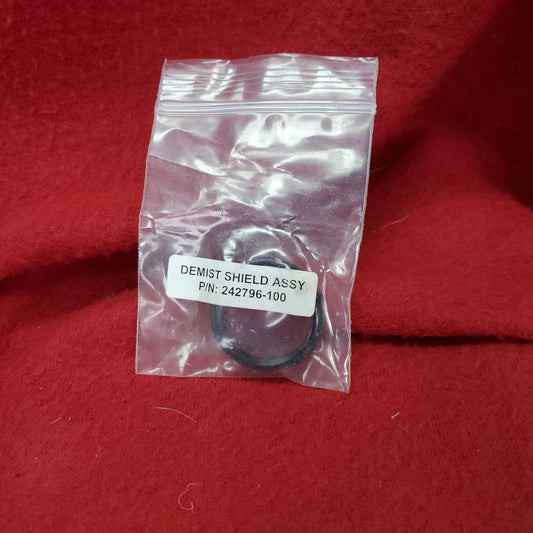 DEMIST SHIELD ASSY
P/N: 242796-100